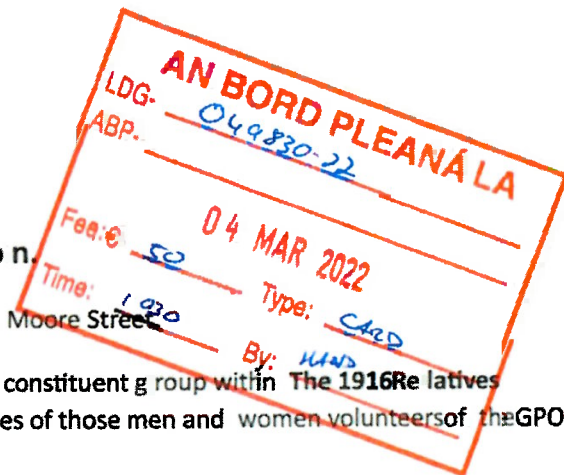 AN BORD PLEANÁLA
LDG- 049830-22
ABP-
04 MAR 2022
Fee: € 50 Type: CARD
Time: 1030 By: HAND
n.
Moore Street
constituent g roup within The 1916Re latives
es of those men and women volunteersof theGPO